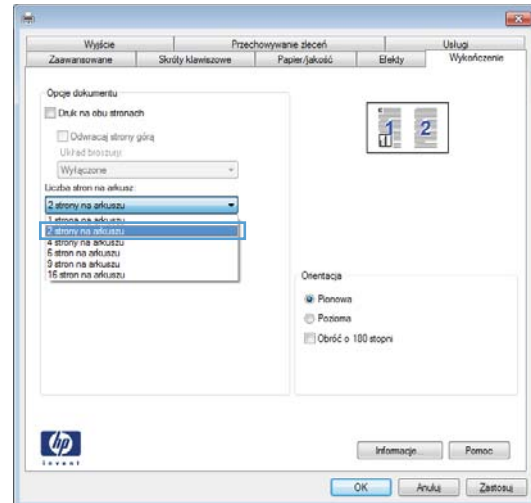 Wyjście Przechowywanie zleceń Usługi
Zaawansowane Skróty klawiszowe Papier/jakość Efekty Wykończenie
Opcje dokumentu
Druk na obu stronach
Odwracaj strony górą
Układ broszury:
Wyłączone
Liczba stron na arkusz:
2 strony na arkuszu
1 strona na arkuszu
2 strony na arkuszu
4 strony na arkuszu
6 stron na arkuszu
9 stron na arkuszu
16 stron na arkuszu
1 2
Orientacja
Pionowa
Pozioma
Obróć o 180 stopni
hp
invent
Informacje... Pomoc
OK Anuluj Zastosuj